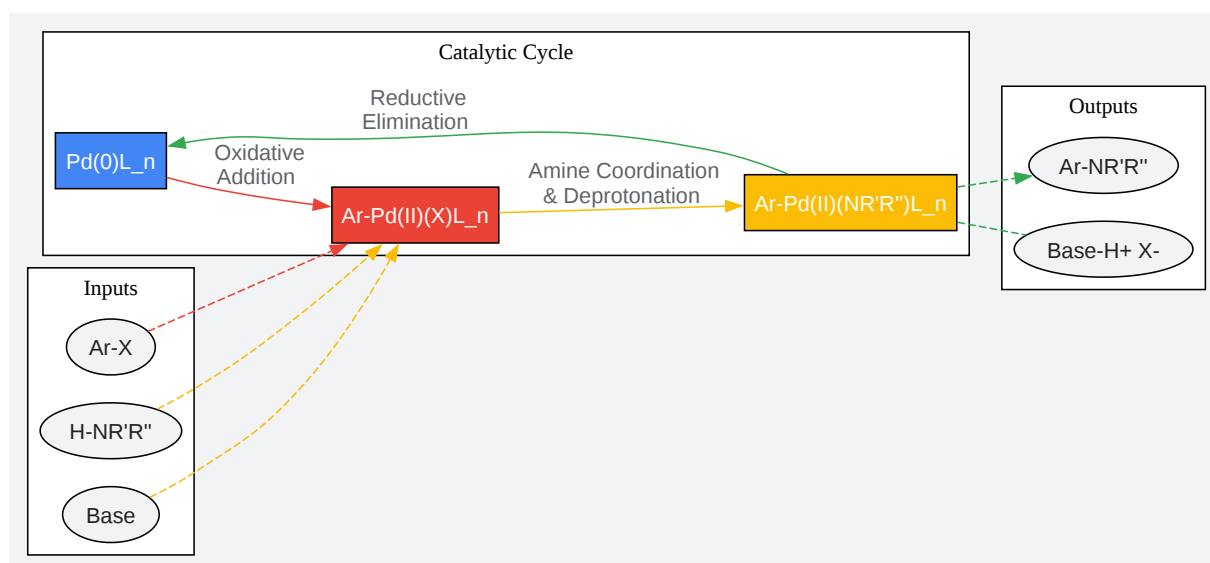 Catalytic Cycle
Reductive
Elimination
Pd(0)L_n
Oxidative
Addition
Ar-Pd(II)(X)L_n
Amine Coordination
& Deprotonation
Ar-Pd(II)(NR'R")L_n
Outputs
Ar-NR'R"
Base-H+ X-
Inputs
Ar-X
H-NR'R"
Base